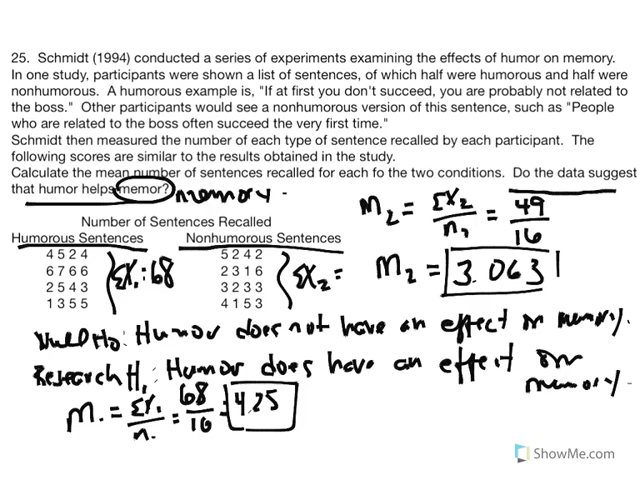 25. Schmidt (1994) conducted a series of experiments examining the effects of humor on memory.
In one study, participants were shown a list of sentences, of which half were humorous and half were
nonhumorous. A humorous example is, "If at first you don't succeed, you are probably not related to
the boss." Other participants would see a nonhumorous version of this sentence, such as "People
who are related to the boss often succeed the very first time."
Schmidt then measured the number of each type of sentence recalled by each participant. The
following scores are similar to the results obtained in the study.
Calculate the mean number of sentences recalled for each fo the two conditions. Do the data suggest
that humor helps memor? memory.
Number of Sentences Recalled
Humorous Sentences Nonhumorous Sentences
4 5 2 4 5 2 4 2
6 7 6 6 2 3 1 6
2 5 4 3 3 2 3 3
1 3 5 5 4 1 5 3
ΣX₁ = 68
ΣX₂ =
M₂ = ΣX₂/n₂ = 49/16
M₂ = 3.063
Null H₀: Humor does not have an effect on memory.
Research H₁: Humor does have an effect on
memory.
M₁ = ΣX₁/n₁ = 68/16 = 4.25
ShowMe.com